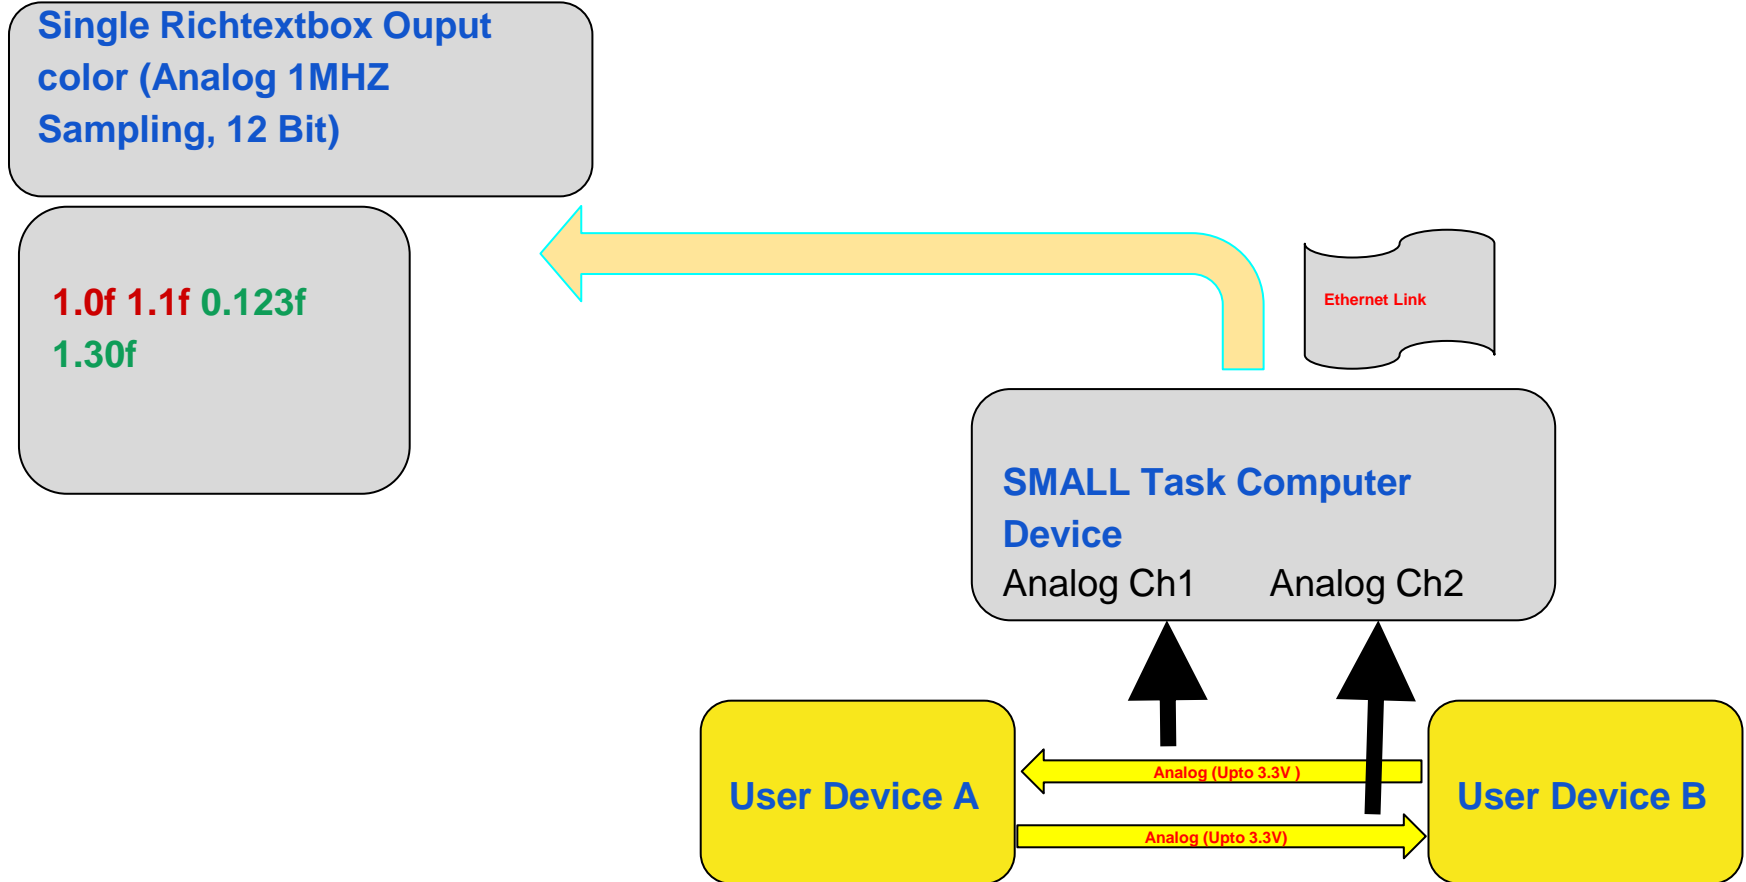 Single Richtextbox Ouput
color (Analog 1MHZ
Sampling, 12 Bit)
1.0f 1.1f 0.123f
1.30f
Ethernet Link
SMALL Task Computer
Device
Analog Ch1 Analog Ch2
User Device A
Analog (Upto 3.3V )
Analog (Upto 3.3V)
User Device B